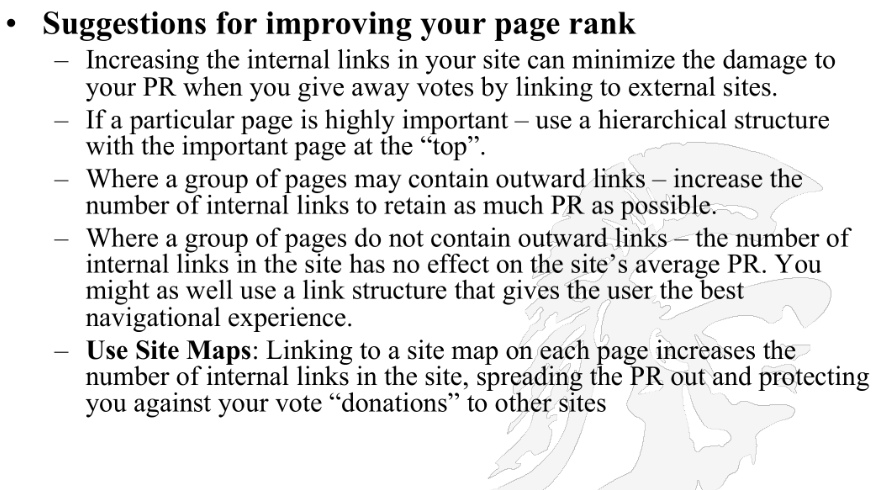 • Suggestions for improving your page rank
– Increasing the internal links in your site can minimize the damage to
your PR when you give away votes by linking to external sites.
– If a particular page is highly important – use a hierarchical structure
with the important page at the “top”.
– Where a group of pages may contain outward links – increase the
number of internal links to retain as much PR as possible.
– Where a group of pages do not contain outward links – the number of
internal links in the site has no effect on the site’s average PR. You
might as well use a link structure that gives the user the best
navigational experience.
– Use Site Maps: Linking to a site map on each page increases the
number of internal links in the site, spreading the PR out and protecting
you against your vote “donations” to other sites